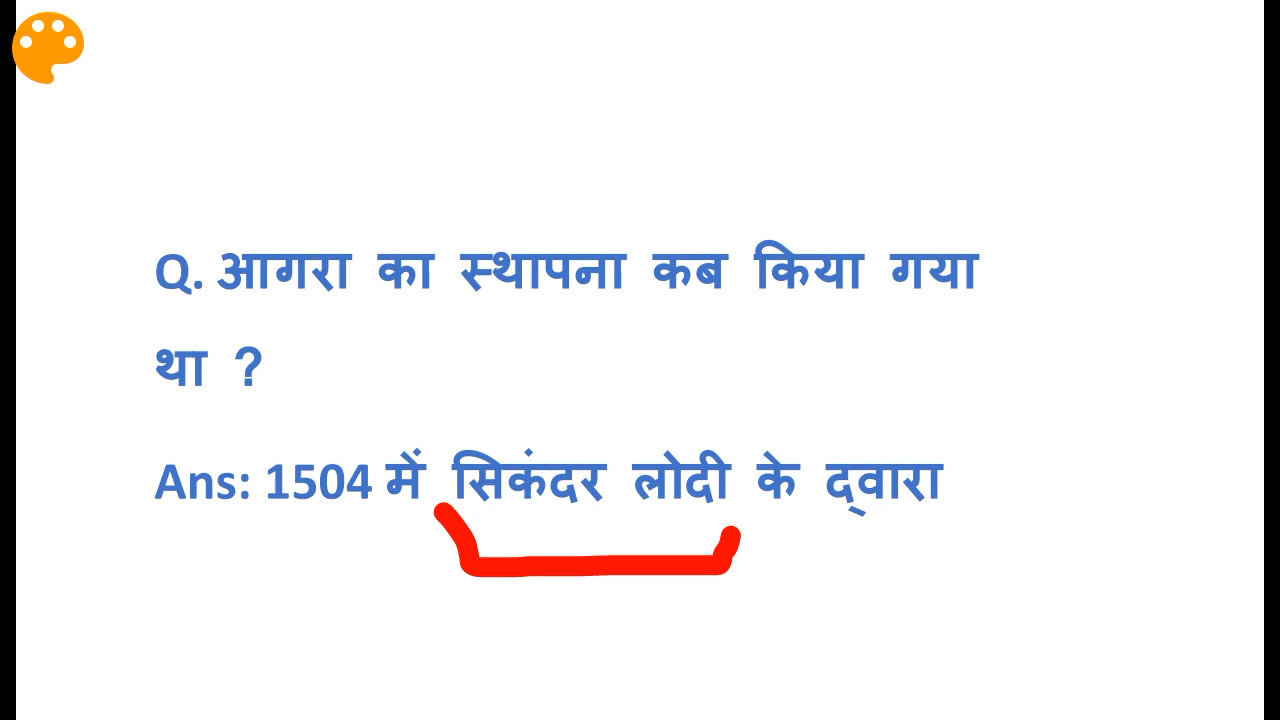 Q. आगरा का स्थापना कब किया गया
था ?
Ans: 1504 में सिकंदर लोदी के द्वारा